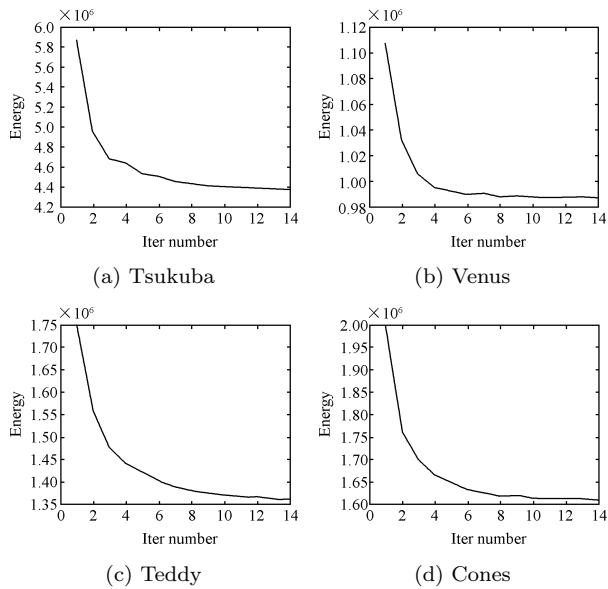 ×10⁶
6.0
5.8
5.6
5.4
5.2
5.0
4.8
4.6
4.4
4.2
0 2 4 6 8 10 12 14
Energy
Iter number
(a) Tsukuba
×10⁶
1.12
1.10
1.08
1.06
1.04
1.02
1.00
0.98
0 2 4 6 8 10 12 14
Energy
Iter number
(b) Venus
×10⁶
1.75
1.70
1.65
1.60
1.55
1.50
1.45
1.40
1.35
0 2 4 6 8 10 12 14
Energy
Iter number
(c) Teddy
×10⁶
2.00
1.95
1.90
1.85
1.80
1.75
1.70
1.65
1.60
0 2 4 6 8 10 12 14
Energy
Iter number
(d) Cones